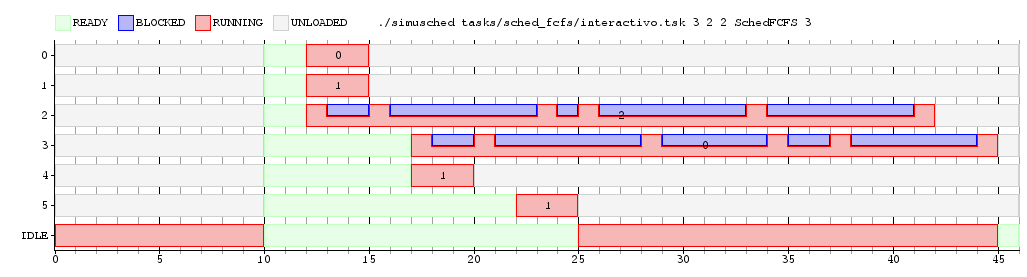 READY BLOCKED RUNNING UNLOADED ./simusched tasks/sched_fcfs/interactivo.tsk 3 2 2 SchedFCFS 3
0 0
1 1
2 2
3 0
4 1
5 1
IDLE
0 5 10 15 20 25 30 35 40 45